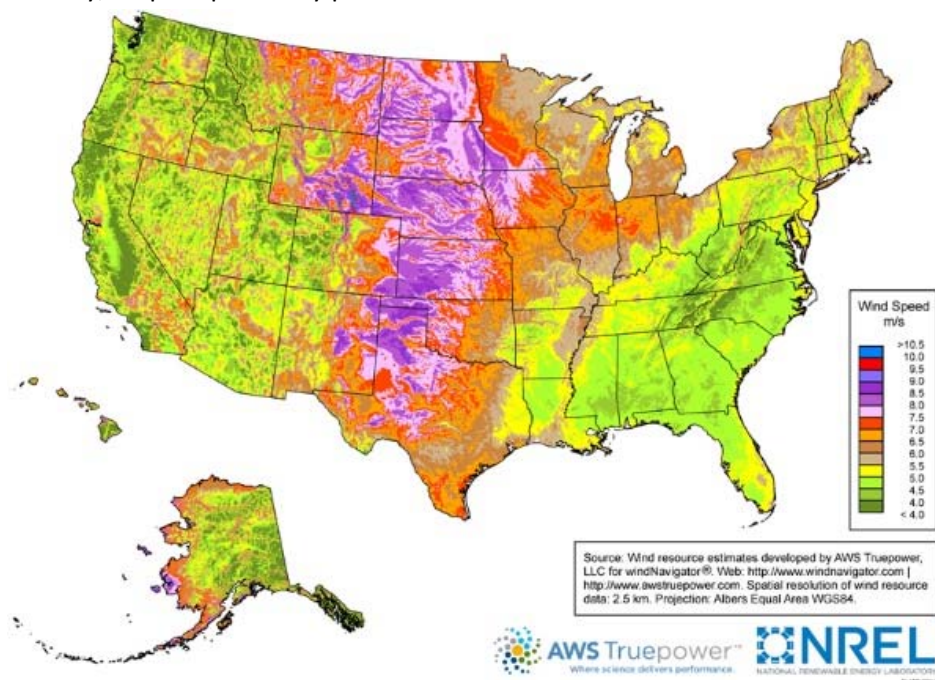 Wind Speed
m/s
>10.5
10.0
9.5
9.0
8.5
8.0
7.5
7.0
6.5
6.0
5.5
5.0
4.5
4.0
< 4.0
Source: Wind resource estimates developed by AWS Truepower,
LLC for windNavigator®. Web: http://www.windnavigator.com |
http://www.awstruepower.com. Spatial resolution of wind resource
data: 2.5 km. Projection: Albers Equal Area WGS84.
AWS Truepower™
Where science delivers performance.
NREL
NATIONAL RENEWABLE ENERGY LABORATORY